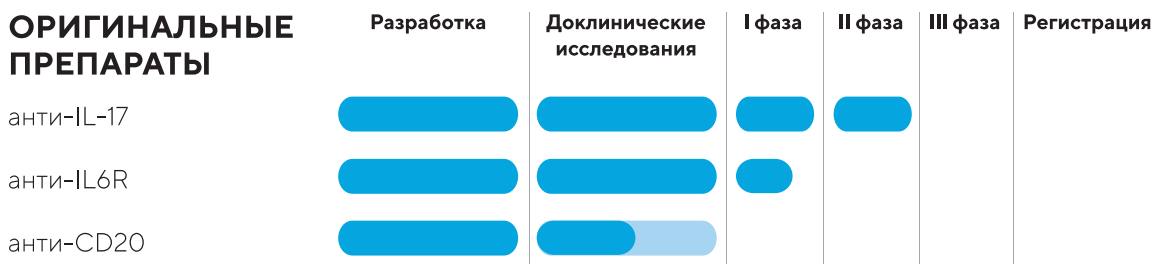 ОРИГИНАЛЬНЫЕ
ПРЕПАРАТЫ
Разработка
Доклинические
исследования
I фаза
II фаза
III фаза
Регистрация
анти-IL-17
анти-IL6R
анти-CD20